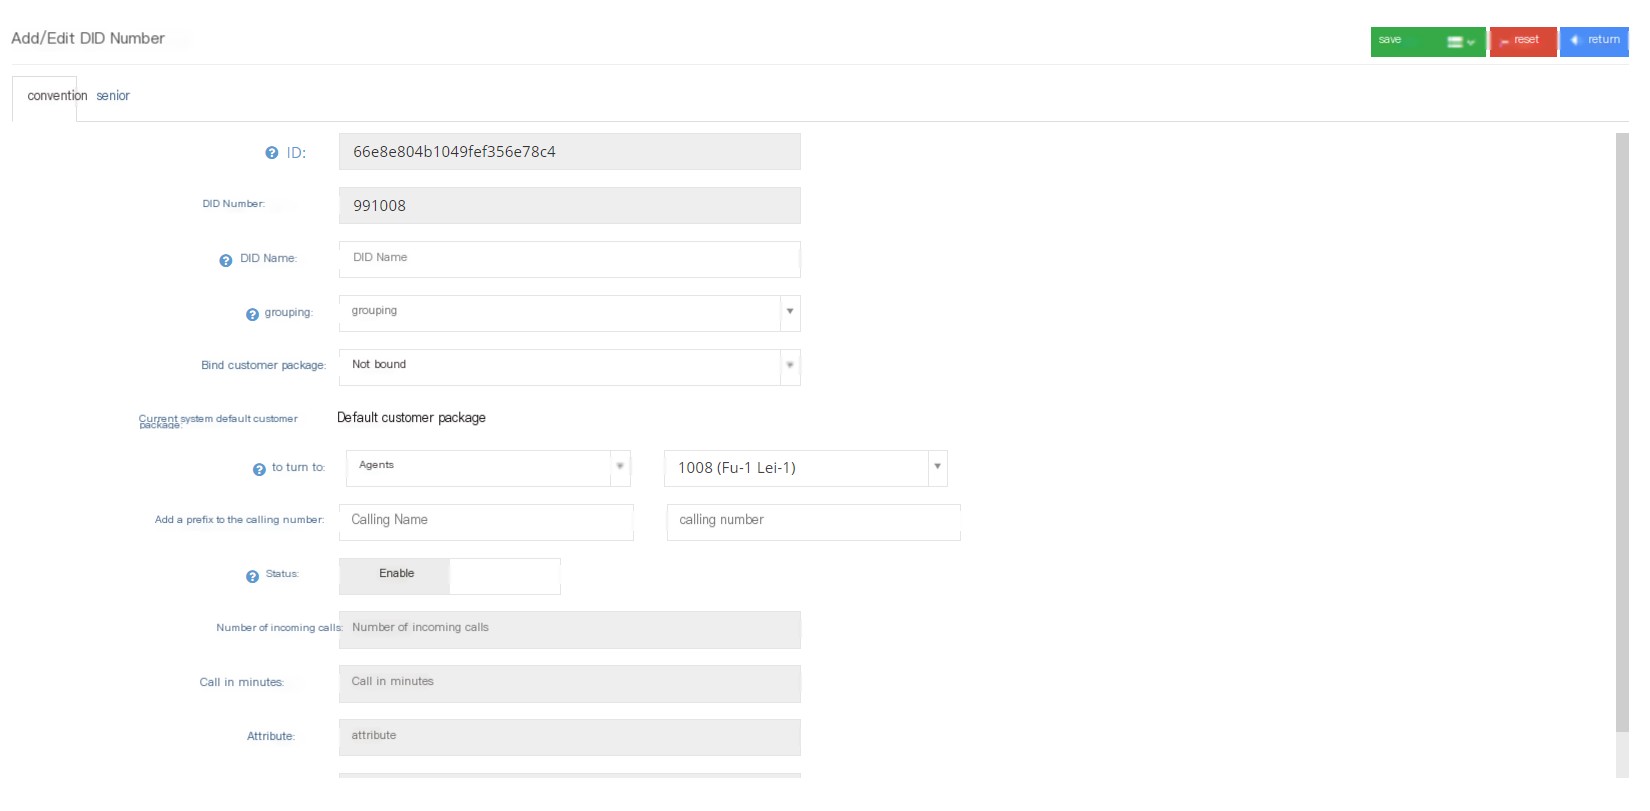 Add/Edit DID Number
save
reset
return
convention senior
ID: 66e8e804b1049fef356e78c4
DID Number: 991008
DID Name: DID Name
grouping: grouping
Bind customer package: Not bound
Current system default customer
package:
Default customer package
to turn to: Agents 1008 (Fu-1 Lei-1)
Add a prefix to the calling number: Calling Name calling number
Status: Enable
Number of incoming calls: Number of incoming calls
Call in minutes: Call in minutes
Attribute: attribute